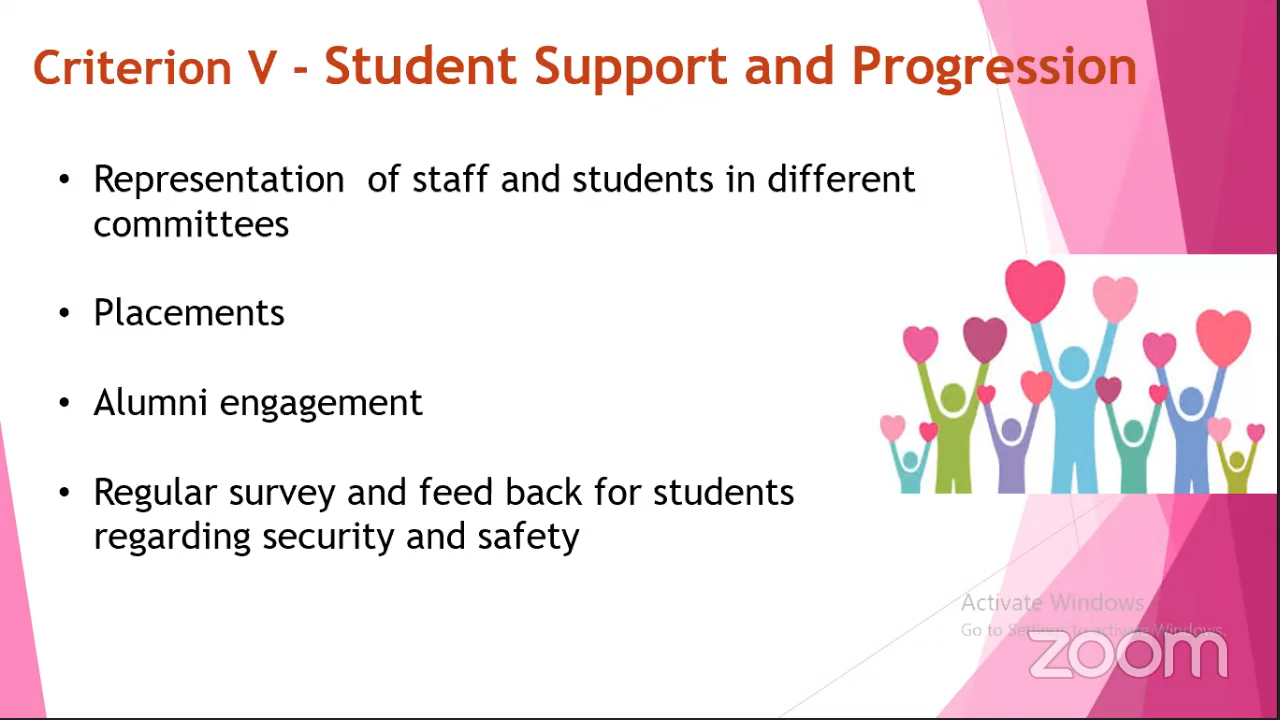 Criterion V - Student Support and Progression
• Representation of staff and students in different
committees
• Placements
• Alumni engagement
• Regular survey and feed back for students
regarding security and safety
Activate Windows
Go to Settings to activate Windows.
zoom